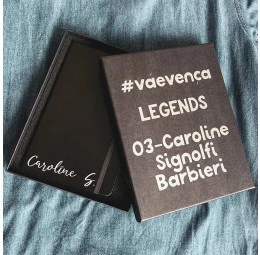 #vaevenca
LEGENDS
03-Caroline
Signolfi
Barbieri
Caroline S.